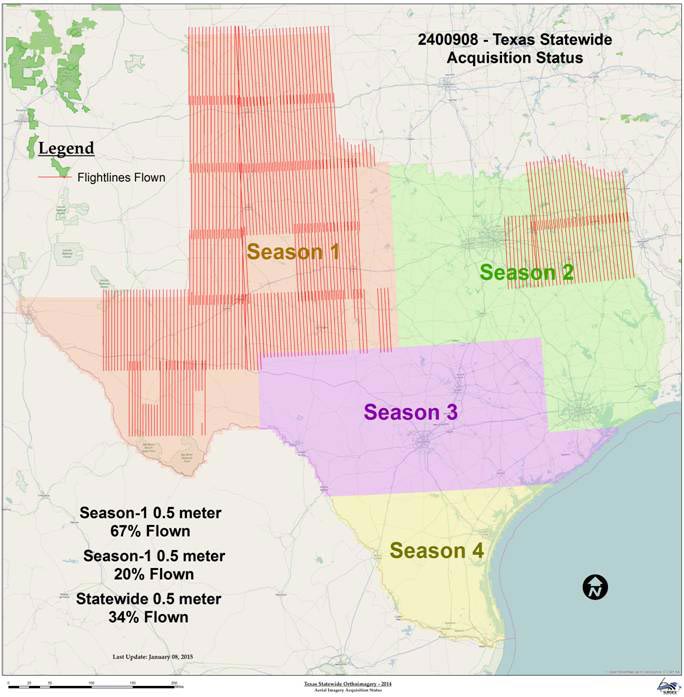 2400908 - Texas Statewide
Acquisition Status
Legend
Flightlines Flown
Season 1
Season 2
Season 3
Season 4
Season-1 0.5 meter
67% Flown
Season-1 0.5 meter
20% Flown
Statewide 0.5 meter
34% Flown
Last Update: January 08, 2015
Texas Statewide Orthoimagery - 2014
Aerial Imagery Acquisition Status